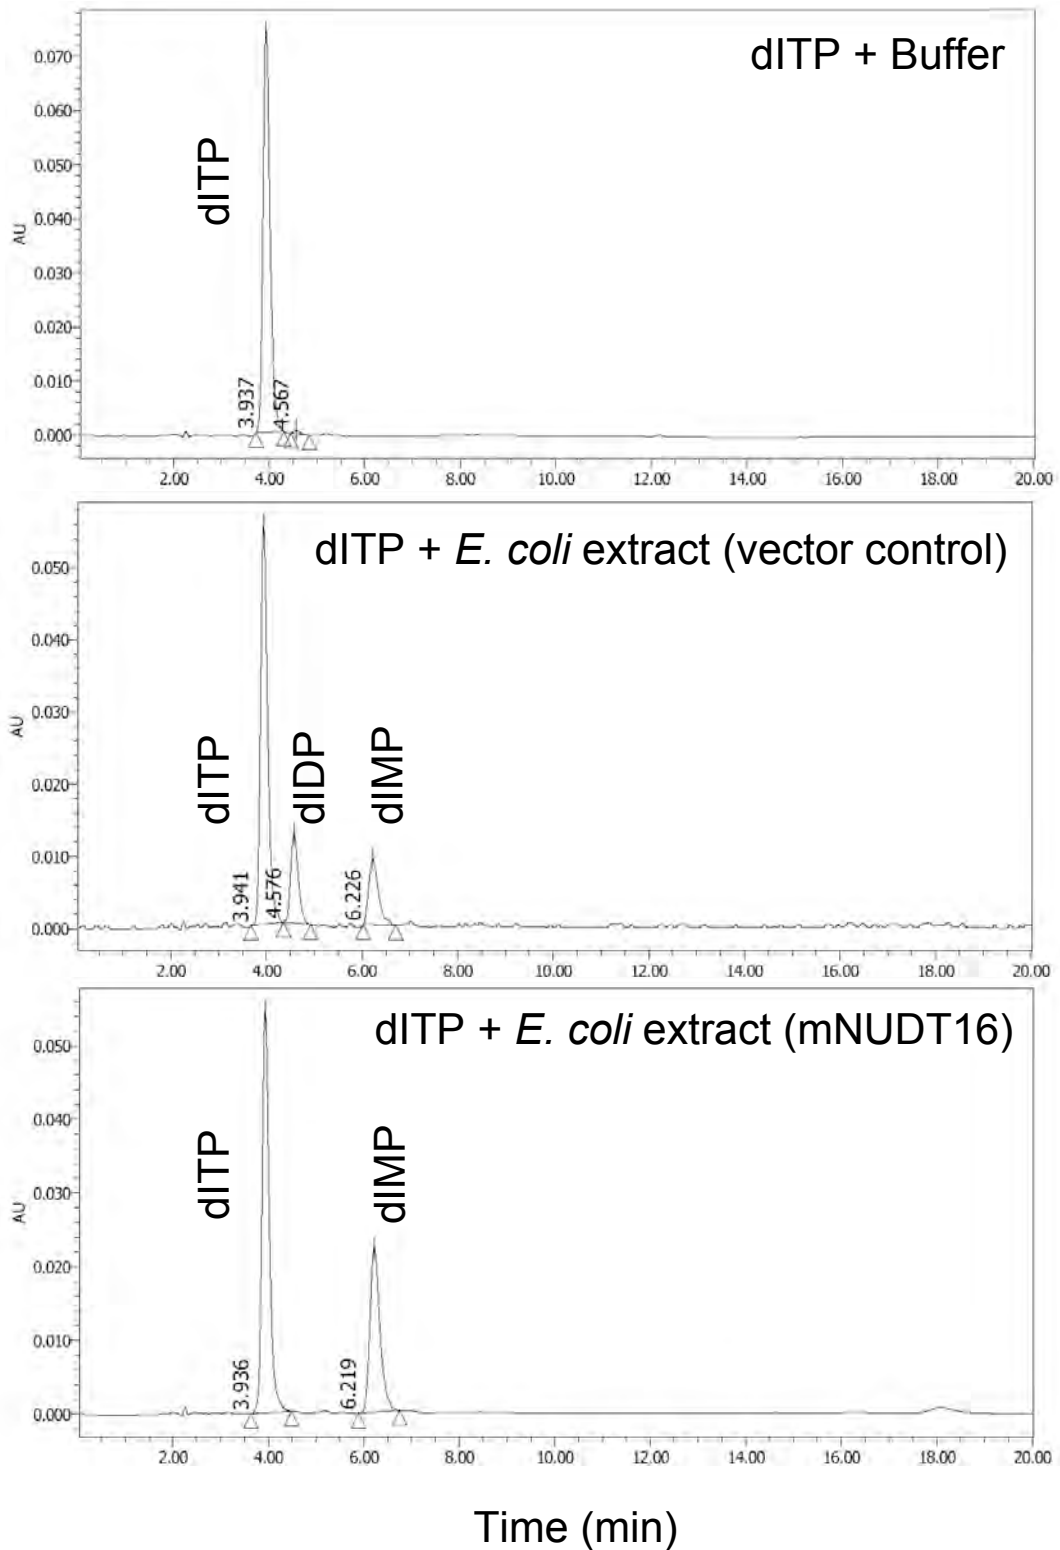 dITP + Buffer
AU
0.070
0.060
0.050
0.040
0.030
0.020
0.010
0.000
dITP
3.937
4.567
2.00 4.00 6.00 8.00 10.00 12.00 14.00 16.00 18.00 20.00
dITP + E. coli extract (vector control)
AU
0.050
0.040
0.030
0.020
0.010
0.000
dITP
dIDP
dIMP
3.941
4.576
6.226
2.00 4.00 6.00 8.00 10.00 12.00 14.00 16.00 18.00 20.00
dITP + E. coli extract (mNUDT16)
AU
0.050
0.040
0.030
0.020
0.010
0.000
dITP
dIMP
3.936
6.219
2.00 4.00 6.00 8.00 10.00 12.00 14.00 16.00 18.00 20.00
Time (min)